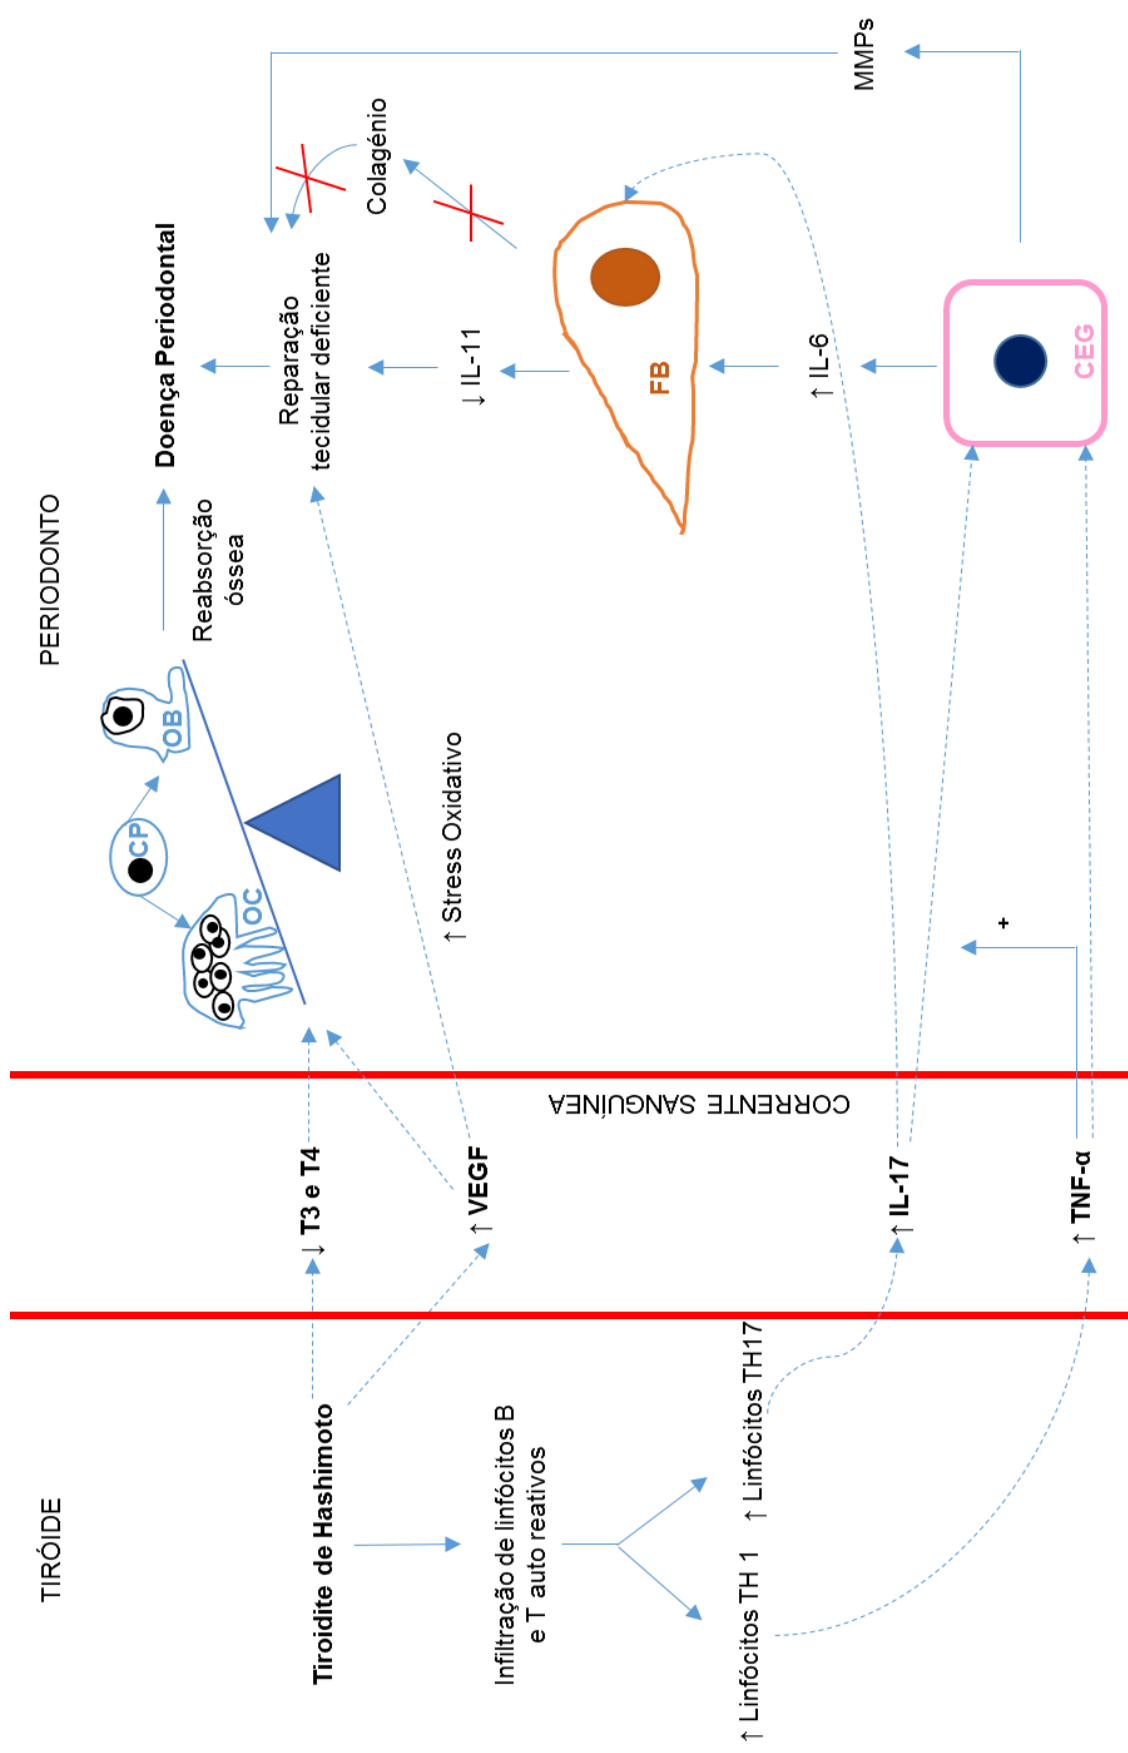 TIRÓIDE
Tiroidite de Hashimoto
Infiltração de linfócitos B
e T auto reativos
↑ Linfócitos TH 1
↑ Linfócitos TH17
CORRENTE SANGUÍNEA
↓ T3 e T4
↑ VEGF
↑ IL-17
↑ TNF-α
PERIODONTO
CP
OC
OB
Reabsorção
óssea
Doença Periodontal
↑ Stress Oxidativo
Reparação
tecidular deficiente
Colagénio
↓ IL-11
FB
↑ IL-6
+
CEG
MMPs